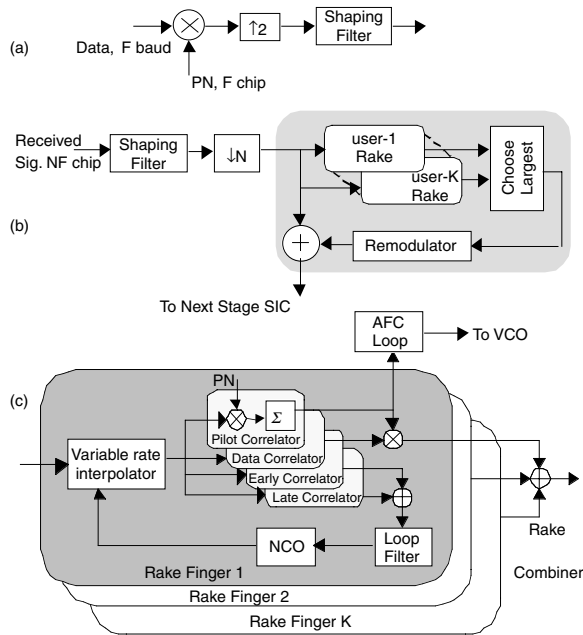 (a)
Data, F baud
↑2
Shaping
Filter
PN, F chip
(b)
Received
Sig. NF chip
Shaping
Filter
↓N
user-1
Rake
user-K
Rake
Choose
Largest
+
Remodulator
To Next Stage SIC
AFC
Loop
To VCO
(c)
PN
Σ
Pilot Correlator
Data Correlator
Early Correlator
Late Correlator
Variable rate
interpolator
NCO
Loop
Filter
Rake
Combiner
Rake Finger 1
Rake Finger 2
Rake Finger K